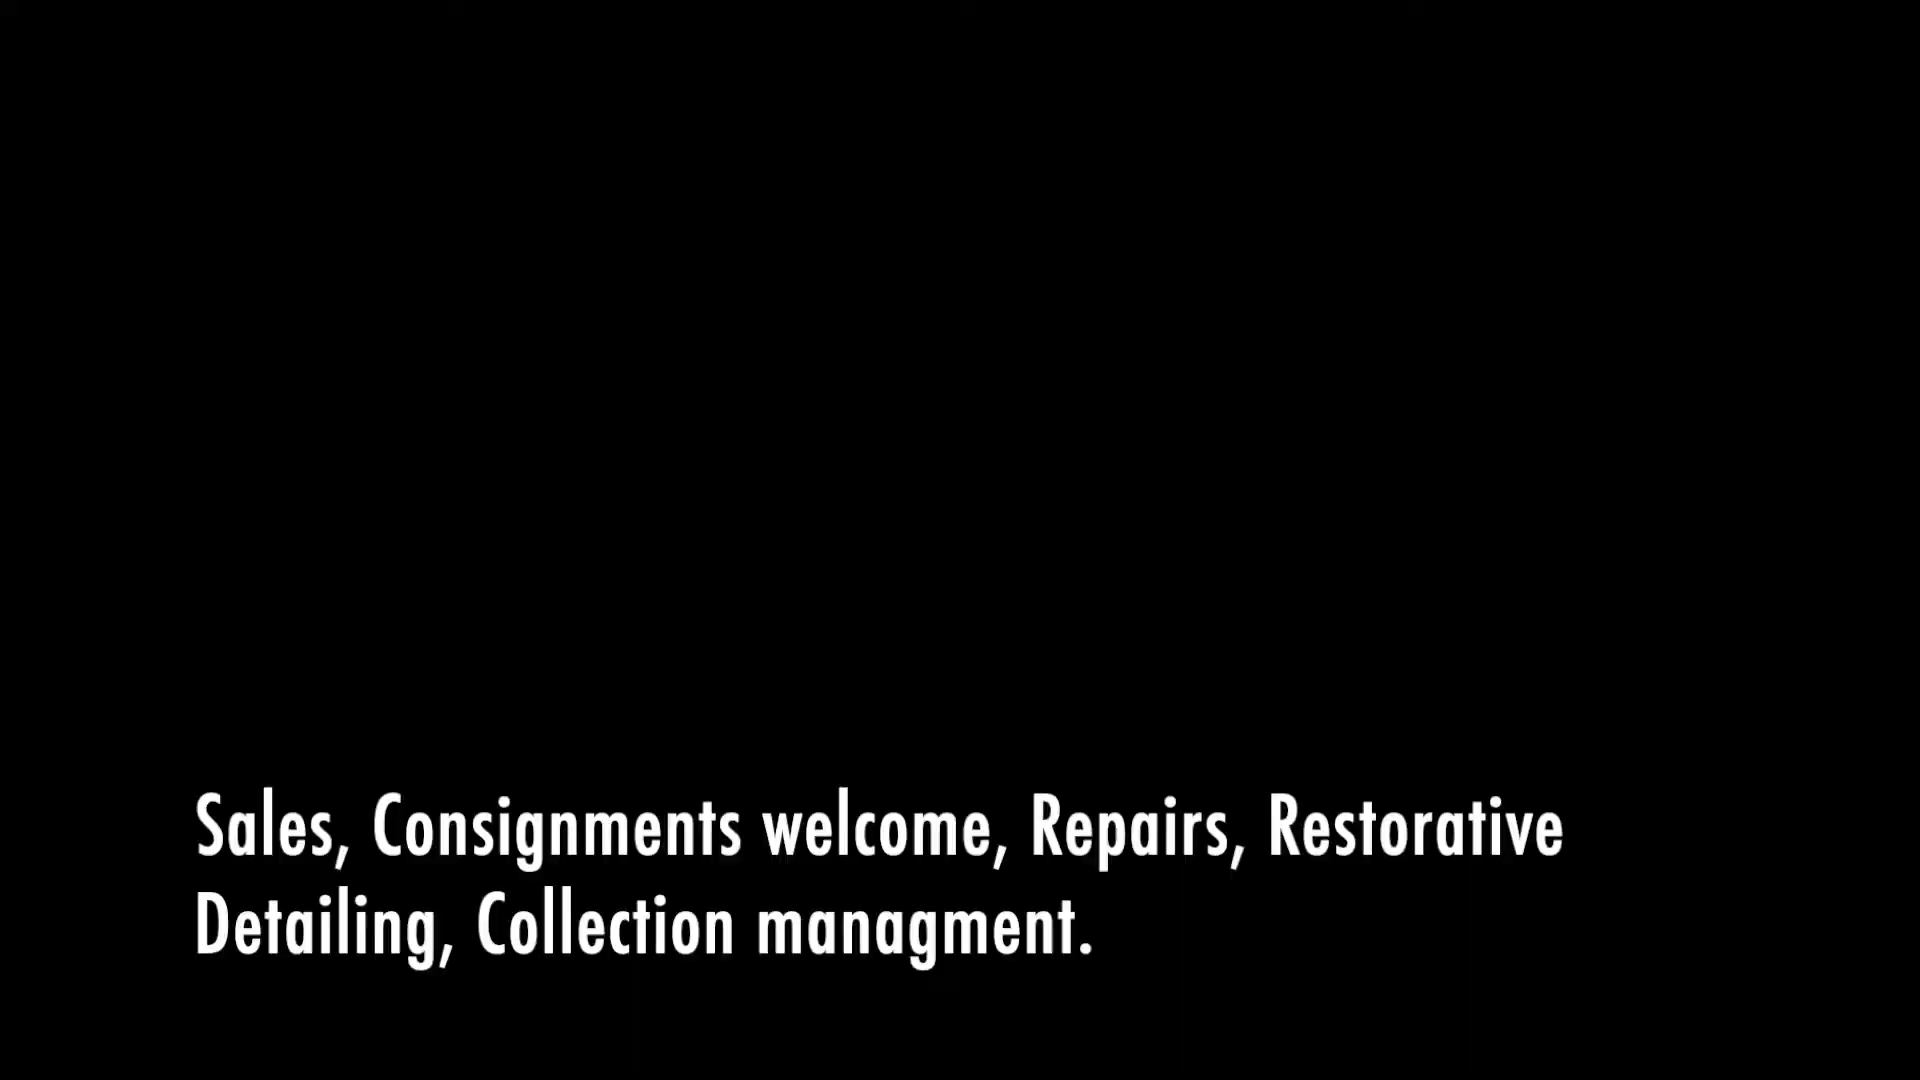 Sales, Consignments welcome, Repairs, Restorative
Detailing, Collection managment.